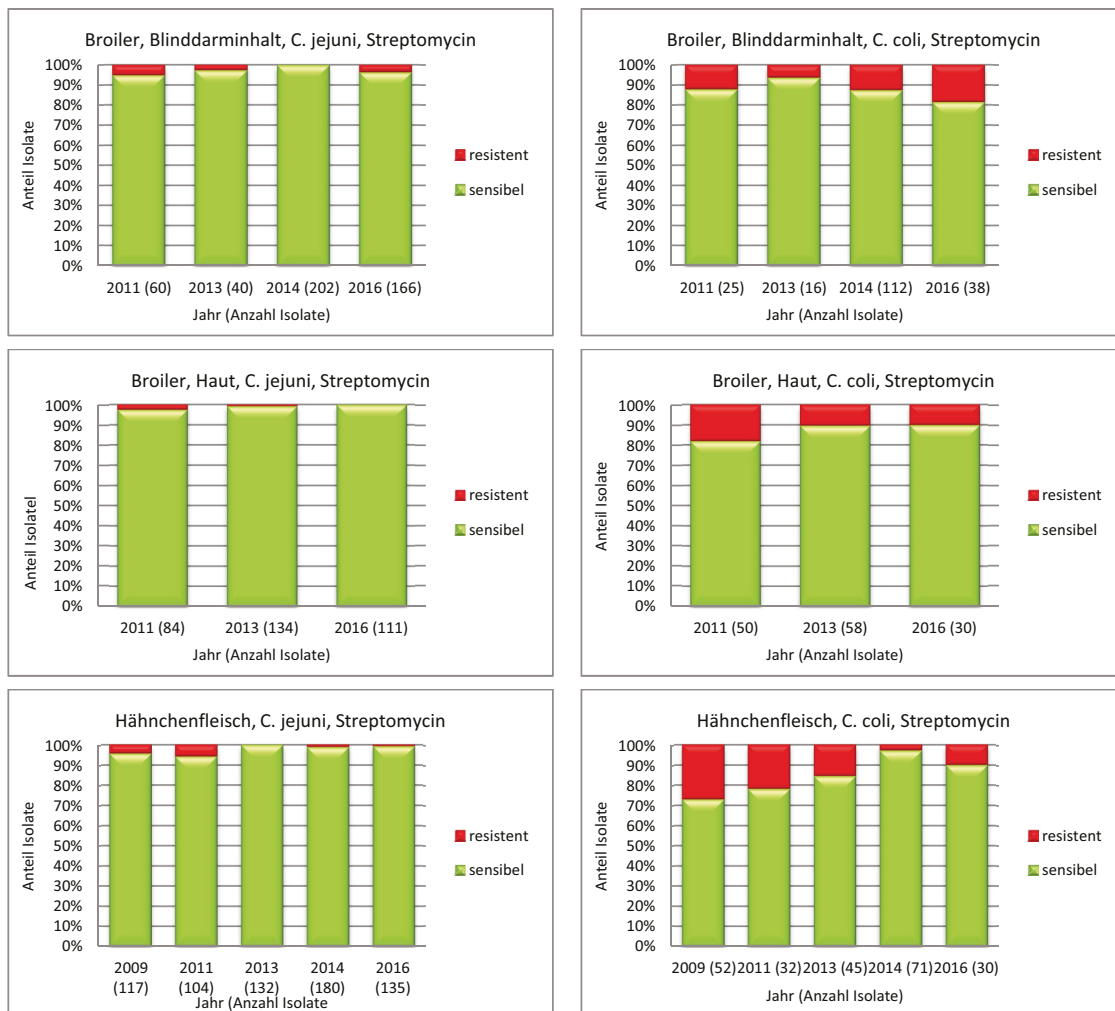 Broiler, Blinddarminhalt, C. jejuni, Streptomycin
100%
90%
80%
70%
60%
50%
40%
30%
20%
10%
0%
Anteil Isolate
resistent
sensibel
2011 (60) 2013 (40) 2014 (202) 2016 (166)
Jahr (Anzahl Isolate)
Broiler, Blinddarminhalt, C. coli, Streptomycin
100%
90%
80%
70%
60%
50%
40%
30%
20%
10%
0%
Anteil Isolate
resistent
sensibel
2011 (25) 2013 (16) 2014 (112) 2016 (38)
Jahr (Anzahl Isolate)
Broiler, Haut, C. jejuni, Streptomycin
100%
90%
80%
70%
60%
50%
40%
30%
20%
10%
0%
Anteil Isolatel
resistent
sensibel
2011 (84) 2013 (134) 2016 (111)
Jahr (Anzahl Isolate)
Broiler, Haut, C. coli, Streptomycin
100%
90%
80%
70%
60%
50%
40%
30%
20%
10%
0%
Anteil Isolate
resistent
sensibel
2011 (50) 2013 (58) 2016 (30)
Jahr (Anzahl Isolate)
Hähnchenfleisch, C. jejuni, Streptomycin
100%
90%
80%
70%
60%
50%
40%
30%
20%
10%
0%
Anteil Isolate
resistent
sensibel
2009 2011 2013 2014 2016
(117) (104) (132) (180) (135)
Jahr (Anzahl Isolate
Hähnchenfleisch, C. coli, Streptomycin
100%
90%
80%
70%
60%
50%
40%
30%
20%
10%
0%
Anteil Isolate
resistent
sensibel
2009 (52) 2011 (32) 2013 (45) 2014 (71) 2016 (30)
Jahr (Anzahl Isolate)